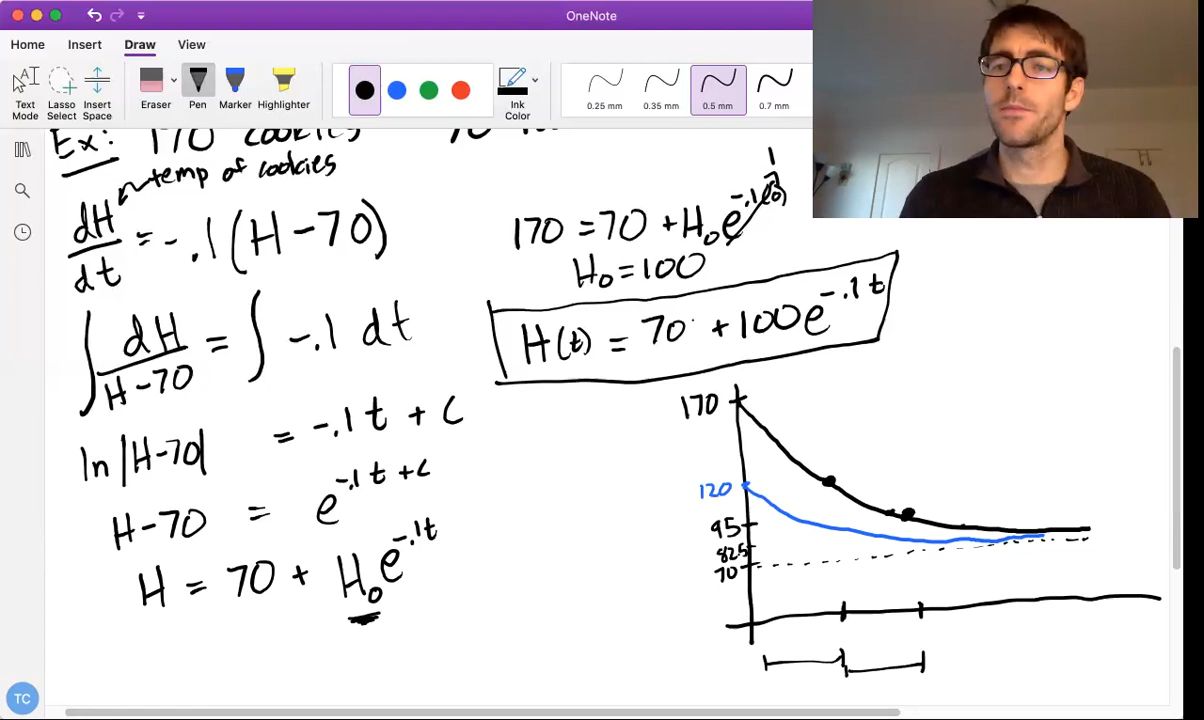 OneNote
Home Insert Draw View
Text Mode
Lasso Select
Insert Space
Eraser
Pen
Marker
Highlighter
Ink Color
0.25 mm
0.35 mm
0.5 mm
0.7 mm
Ex: 170 cookies 70
temp of cookies
dH/dt = -.1(H-70)
∫ dH/(H-70) = ∫ -.1 dt
ln|H-70| = -.1t + c
H-70 = e^(-.1t+c)
H = 70 + H₀e^(-.1t)
1
170 = 70 + H₀e^(-.1(0))
H₀ = 100
H(t) = 70 + 100e^(-.1t)
170
120
95
82.5
70
TC